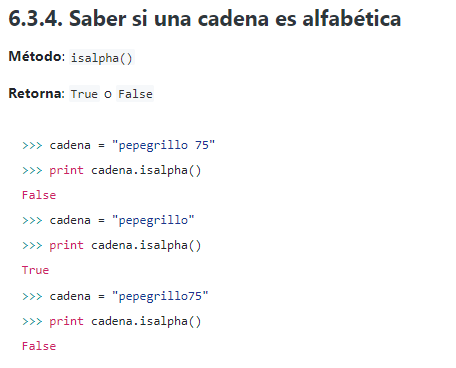 6.3.4. Saber si una cadena es alfabética
Método: isalpha()
Retorna: True o False
>>> cadena = "pepegrillo 75"
>>> print cadena.isalpha()
False
>>> cadena = "pepegrillo"
>>> print cadena.isalpha()
True
>>> cadena = "pepegrillo75"
>>> print cadena.isalpha()
False